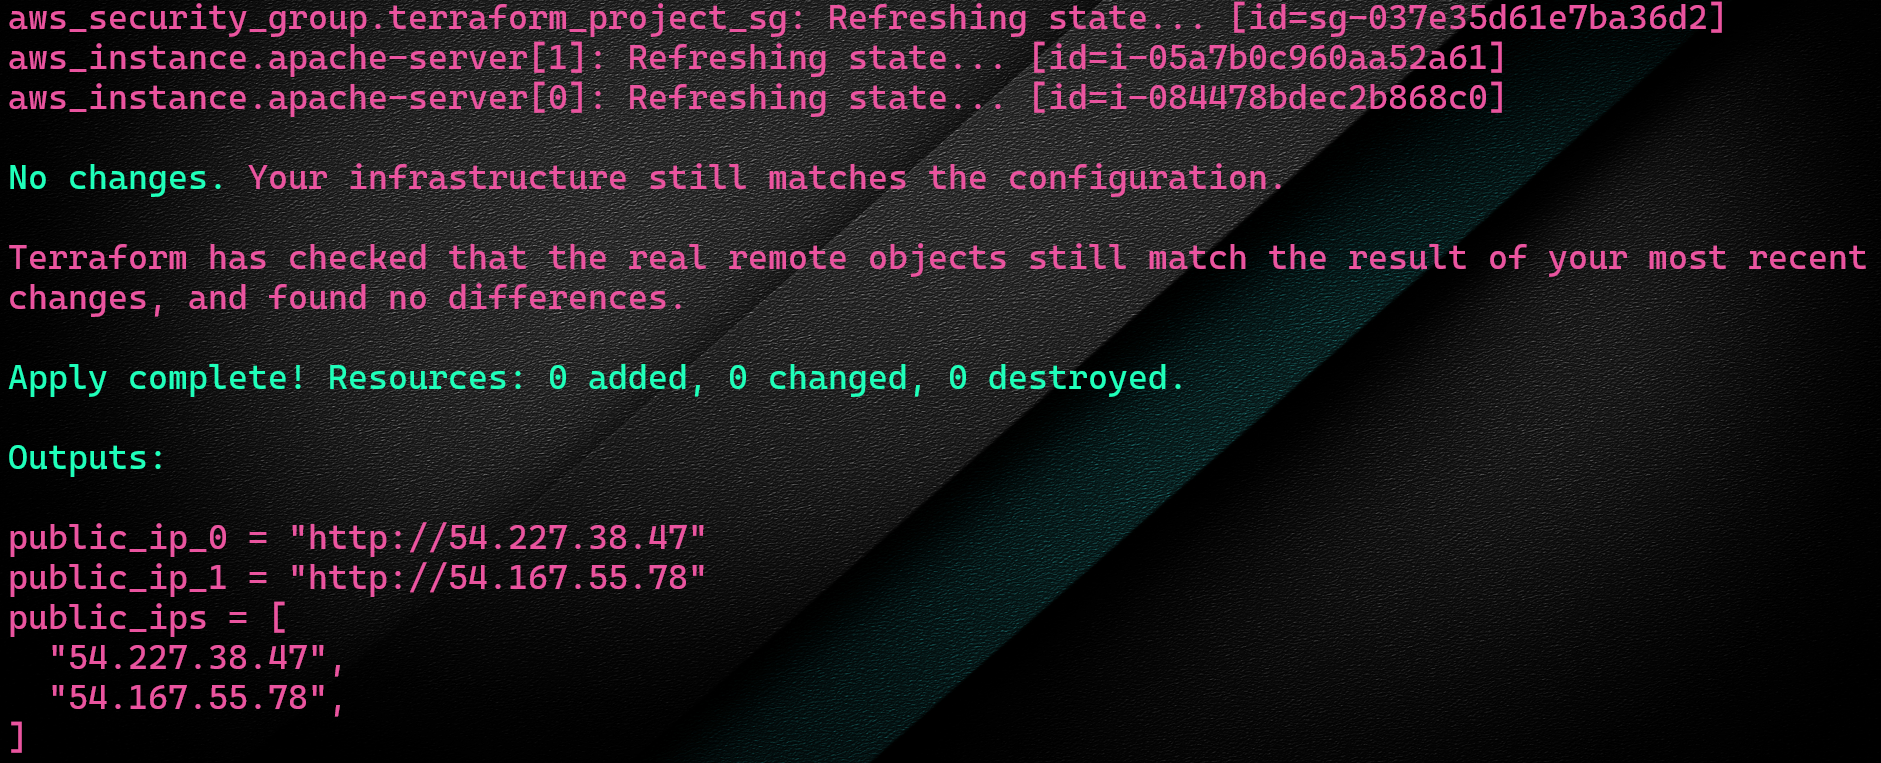 aws_security_group.terraform_project_sg: Refreshing state... [id=sg-037e35d61e7ba36d2]
aws_instance.apache-server[1]: Refreshing state... [id=i-05a7b0c960aa52a61]
aws_instance.apache-server[0]: Refreshing state... [id=i-084478bdec2b868c0]
No changes. Your infrastructure still matches the configuration.
Terraform has checked that the real remote objects still match the result of your most recent
changes, and found no differences.
Apply complete! Resources: 0 added, 0 changed, 0 destroyed.
Outputs:
public_ip_0 = "http://54.227.38.47"
public_ip_1 = "http://54.167.55.78"
public_ips = [
  "54.227.38.47",
  "54.167.55.78",
]